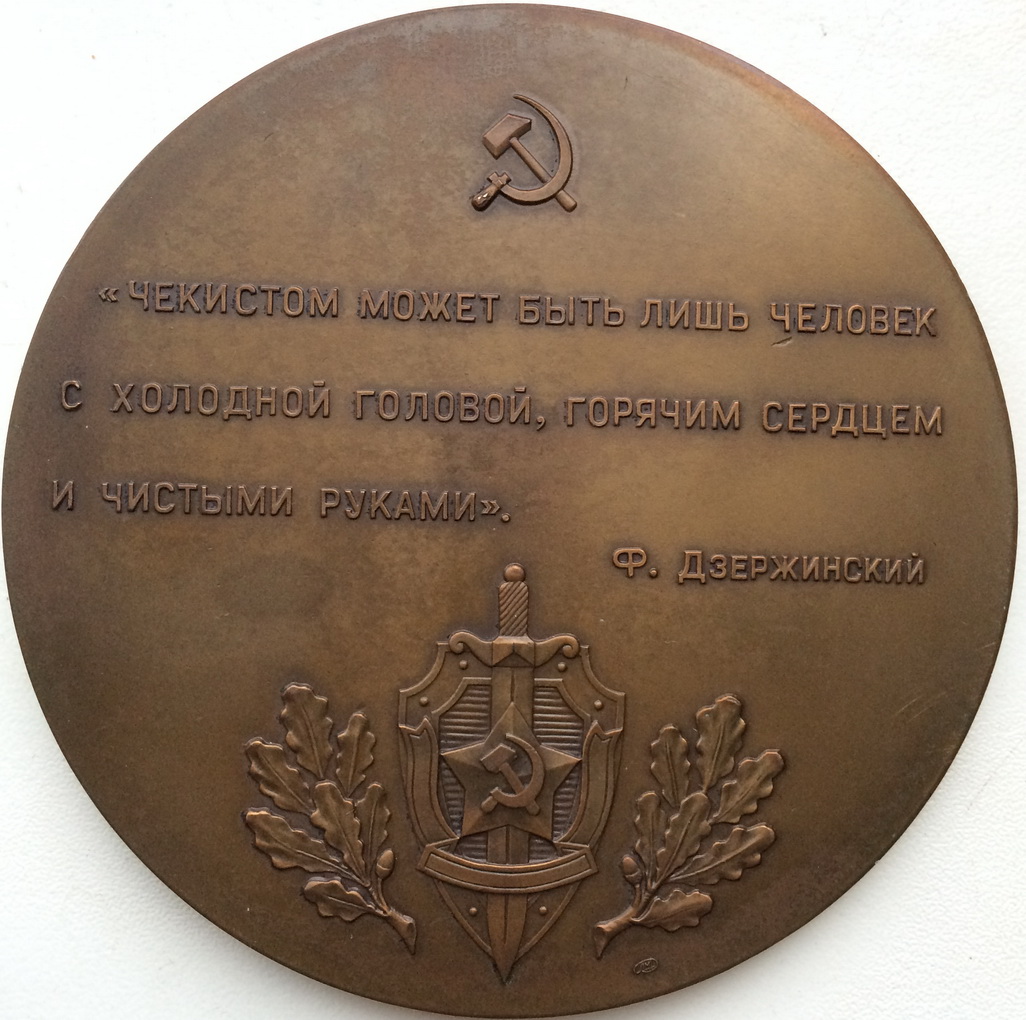 «ЧЕКИСТОМ МОЖЕТ БЫТЬ ЛИШЬ ЧЕЛОВЕК
С ХОЛОДНОЙ ГОЛОВОЙ, ГОРЯЧИМ СЕРДЦЕМ
И ЧИСТЫМИ РУКАМИ».
Ф. ДЗЕРЖИНСКИЙ